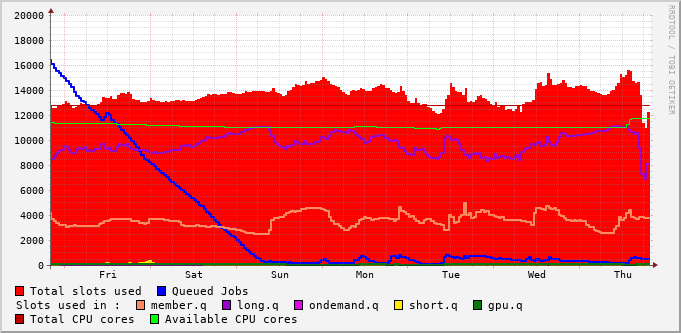 20000
18000
16000
14000
12000
10000
8000
6000
4000
2000
0
Fri Sat Sun Mon Tue Wed Thu
RRDTOOL / TOBI OETIKER
Total slots used Queued Jobs
Slots used in : member.q long.q ondemand.q short.q gpu.q
Total CPU cores Available CPU cores